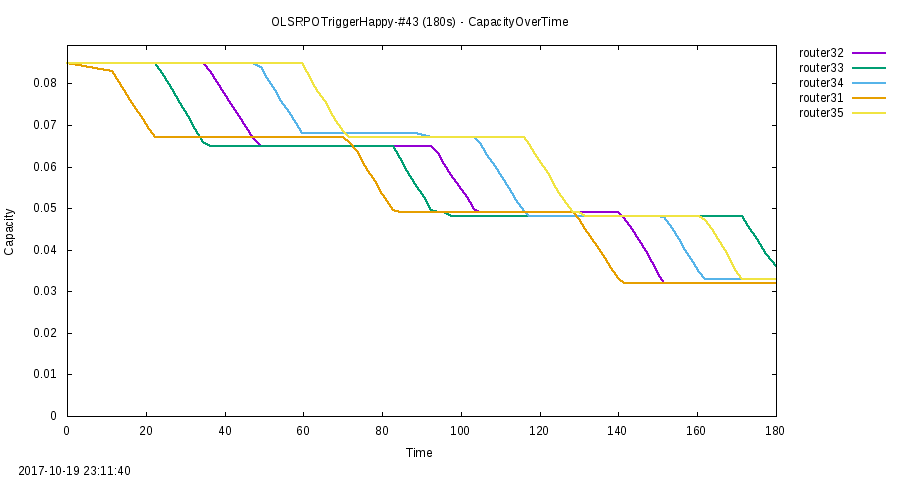 OLSRPOTriggerHappy-#43 (180s) - CapacityOverTime
router32
router33
router34
router31
router35
0.08
0.07
0.06
0.05
0.04
0.03
0.02
0.01
0
Capacity
0 20 40 60 80 100 120 140 160 180
Time
2017-10-19 23:11:40